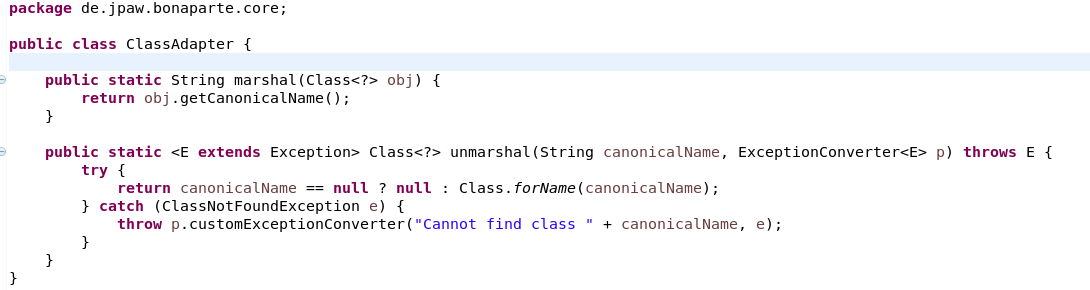 package de.jpaw.bonaparte.core;
public class ClassAdapter {
    public static String marshal(Class<?> obj) {
        return obj.getCanonicalName();
    }
    public static <E extends Exception> Class<?> unmarshal(String canonicalName, ExceptionConverter<E> p) throws E {
        try {
            return canonicalName == null ? null : Class.forName(canonicalName);
        } catch (ClassNotFoundException e) {
            throw p.customExceptionConverter("Cannot find class " + canonicalName, e);
        }
    }
}